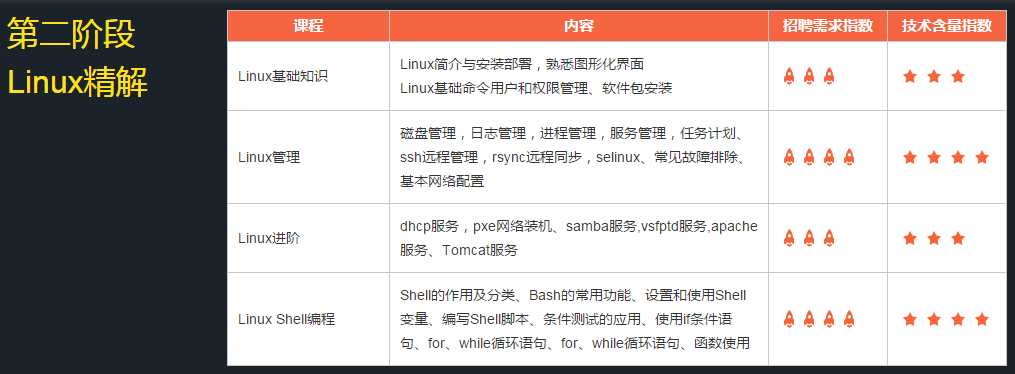 第二阶段
Linux精解
课程 内容 招聘需求指数 技术含量指数
Linux基础知识
Linux简介与安装部署，熟悉图形化界面
Linux基础命令用户和权限管理、软件包安装
Linux管理
磁盘管理，日志管理，进程管理，服务管理，任务计划、
ssh远程管理，rsync远程同步，selinux、常见故障排除、
基本网络配置
Linux进阶
dhcp服务，pxe网络装机、samba服务,vsfptd服务,apache
服务、Tomcat服务
Linux Shell编程
Shell的作用及分类、Bash的常用功能、设置和使用Shell
变量、编写Shell脚本、条件测试的应用、使用if条件语
句、for、while循环语句、for、while循环语句、函数使用